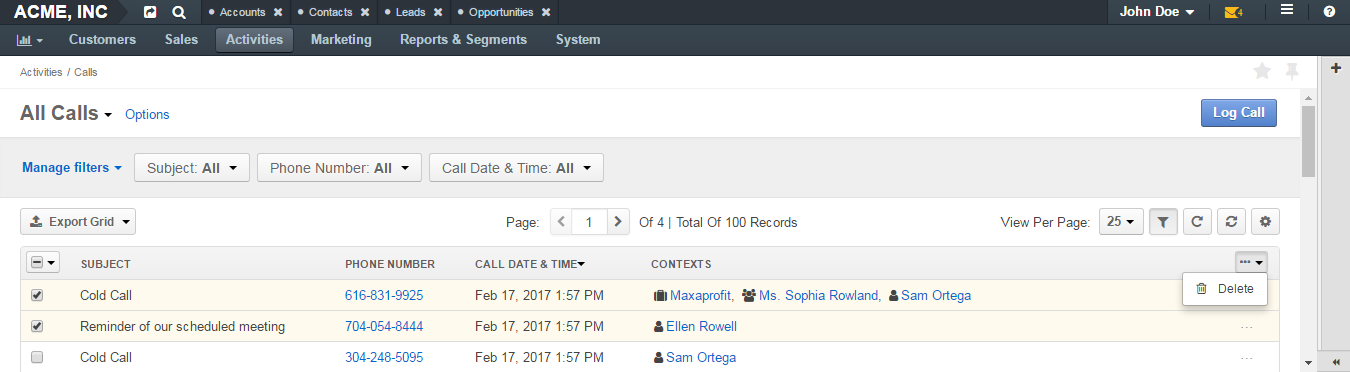 ACME, INC • Accounts ✖ • Contacts ✖ • Leads ✖ • Opportunities ✖ John Doe 4
Customers Sales Activities Marketing Reports & Segments System
Activities / Calls
All Calls Options Log Call
Manage filters Subject: All Phone Number: All Call Date & Time: All
Export Grid Page: 1 Of 4 | Total Of 100 Records View Per Page: 25
SUBJECT PHONE NUMBER CALL DATE & TIME CONTEXTS
Cold Call 616-831-9925 Feb 17, 2017 1:57 PM Maxaprofit, Ms. Sophia Rowland, Sam Ortega
Delete
Reminder of our scheduled meeting 704-054-8444 Feb 17, 2017 1:57 PM Ellen Rowell
Cold Call 304-248-5095 Feb 17, 2017 1:57 PM Sam Ortega